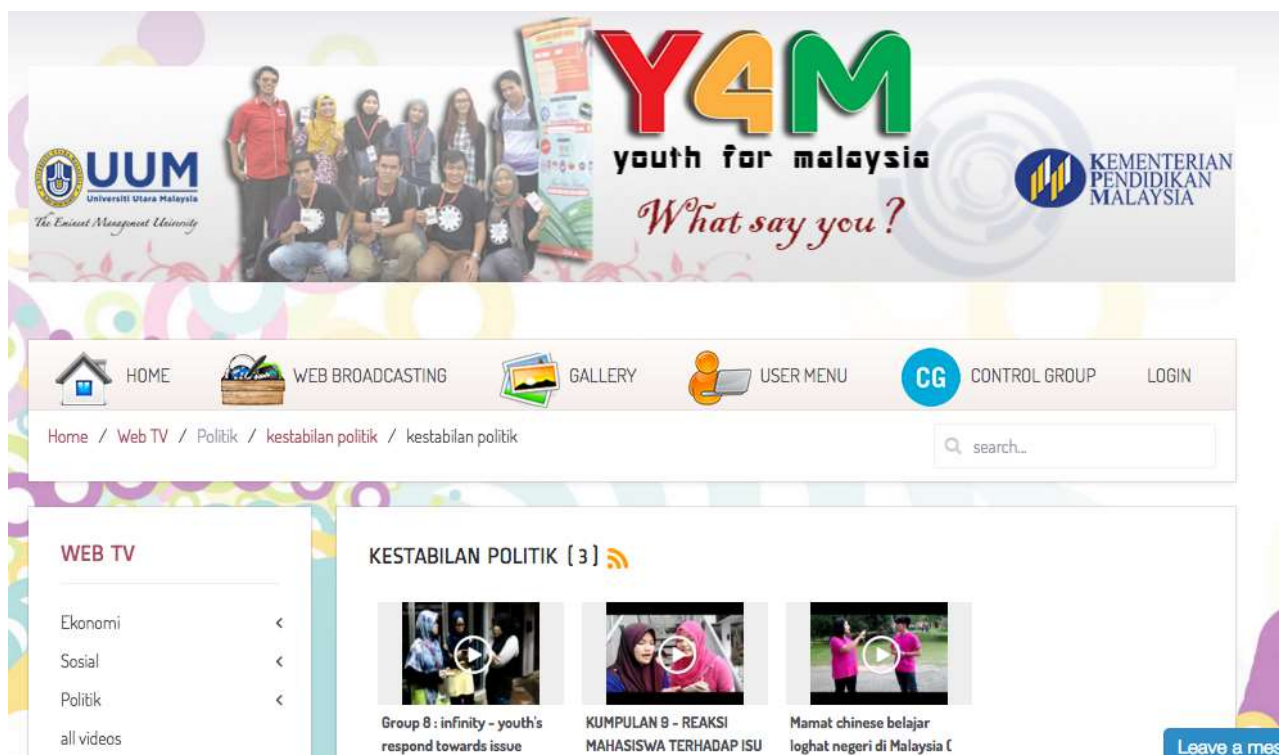 Y4M
youth for malaysia
What say you?
UUM
Universiti Utara Malaysia
The Eminent Management University
KEMENTERIAN
PENDIDIKAN
MALAYSIA
HOME
WEB BROADCASTING
GALLERY
USER MENU
CG CONTROL GROUP
LOGIN
Home / Web TV / Politik / kestabilan politik / kestabilan politik
search...
WEB TV
Ekonomi
Sosial
Politik
all videos
KESTABILAN POLITIK ( 3 )
Group 8 : infinity - youth's
respond towards issue
KUMPULAN 9 - REAKSI
MAHASISWA TERHADAP ISU
Mamat chinese belajar
loghat negeri di Malaysia (
Leave a mes